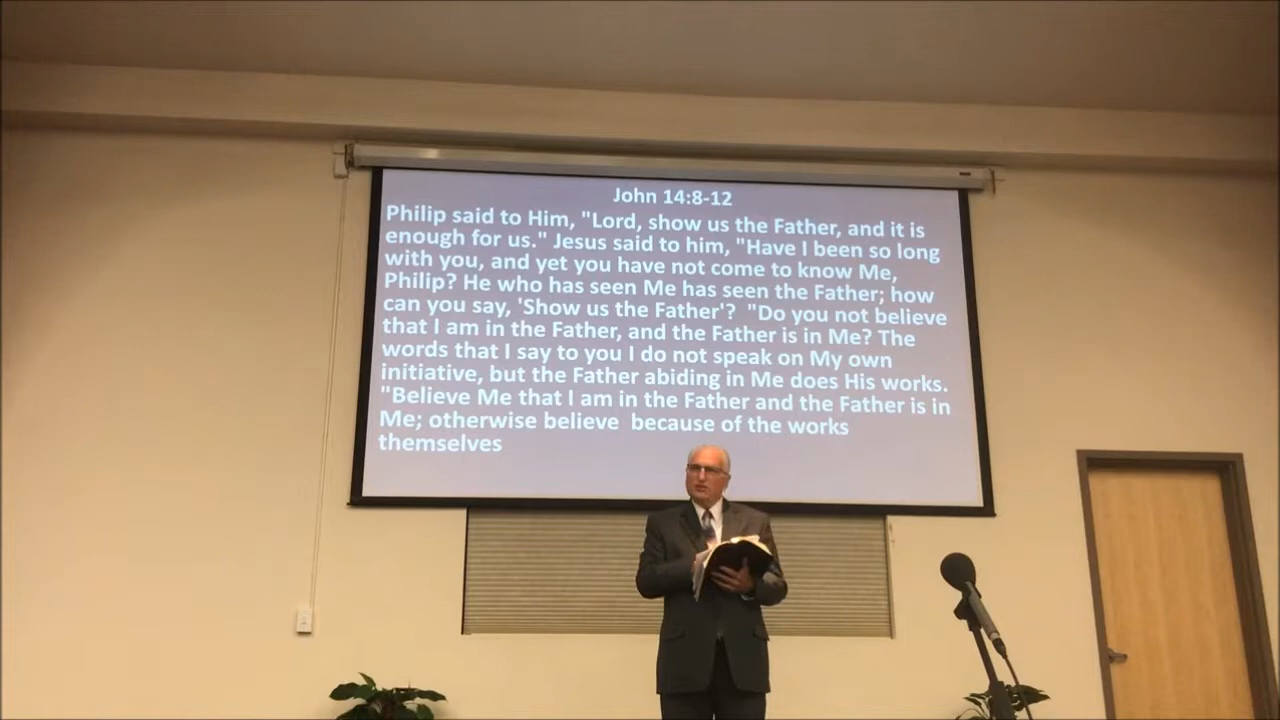 John 14:8-12
Philip said to Him, "Lord, show us the Father, and it is
enough for us." Jesus said to him, "Have I been so long
with you, and yet you have not come to know Me,
Philip? He who has seen Me has seen the Father; how
can you say, 'Show us the Father'? "Do you not believe
that I am in the Father, and the Father is in Me? The
words that I say to you I do not speak on My own
initiative, but the Father abiding in Me does His works.
"Believe Me that I am in the Father and the Father is in
Me; otherwise believe because of the works
themselves